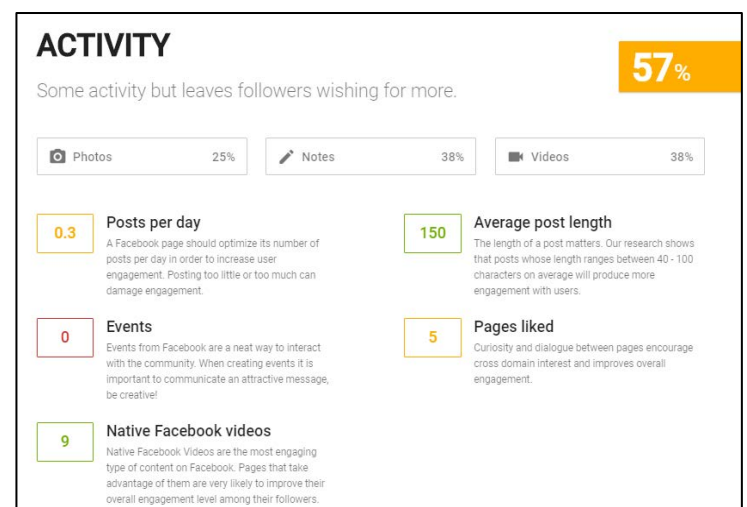 ACTIVITY
57%
Some activity but leaves followers wishing for more.
Photos 25%
Notes 38%
Videos 38%
0.3
Posts per day
A Facebook page should optimize its number of
posts per day in order to increase user
engagement. Posting too little or too much can
damage engagement.
150
Average post length
The length of a post matters. Our research shows
that posts whose length ranges between 40 - 100
characters on average will produce more
engagement with users.
0
Events
Events from Facebook are a neat way to interact
with the community. When creating events it is
important to communicate an attractive message,
be creative!
5
Pages liked
Curiosity and dialogue between pages encourage
cross domain interest and improves overall
engagement.
9
Native Facebook videos
Native Facebook Videos are the most engaging
type of content on Facebook. Pages that take
advantage of them are very likely to improve their
overall engagement level among their followers.